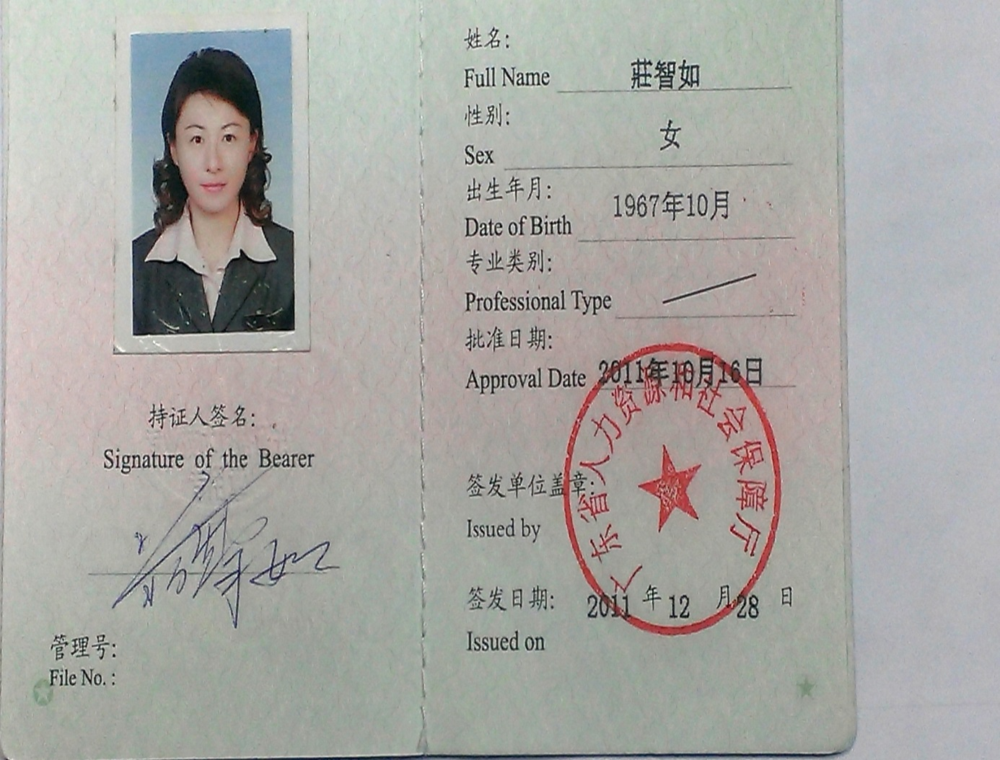 持证人签名:
Signature of the Bearer
管理号:
File No. :
姓名:
Full Name 莊智如
性别:
Sex 女
出生年月:
Date of Birth 1967年10月
专业类别:
Professional Type
批准日期:
Approval Date 2011年10月16日
广东省人力资源和社会保障厅
签发单位盖章:
Issued by
签发日期: 2011 年 12 月 28 日
Issued on